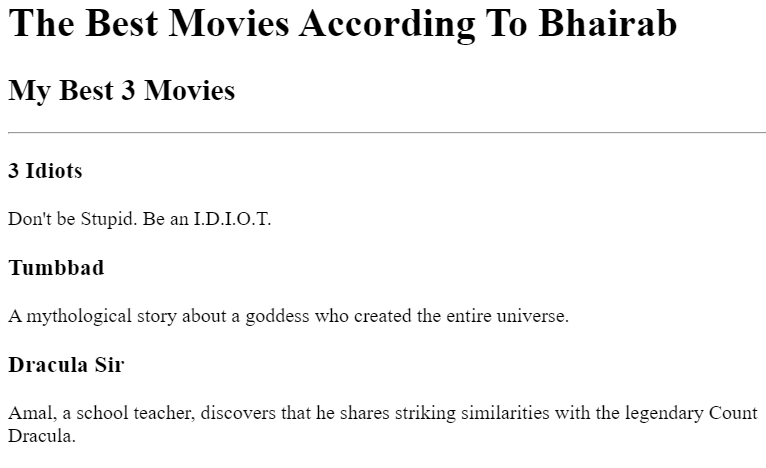 The Best Movies According To Bhairab
My Best 3 Movies
3 Idiots
Don't be Stupid. Be an I.D.I.O.T.
Tumbbad
A mythological story about a goddess who created the entire universe.
Dracula Sir
Amal, a school teacher, discovers that he shares striking similarities with the legendary Count
Dracula.